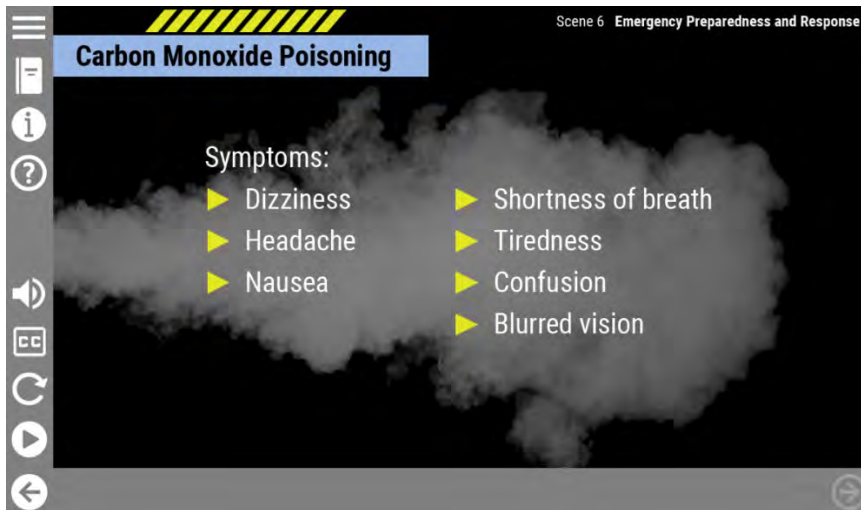 Scene 6 Emergency Preparedness and Response
Carbon Monoxide Poisoning
Symptoms:
Dizziness
Headache
Nausea
Shortness of breath
Tiredness
Confusion
Blurred vision
CC